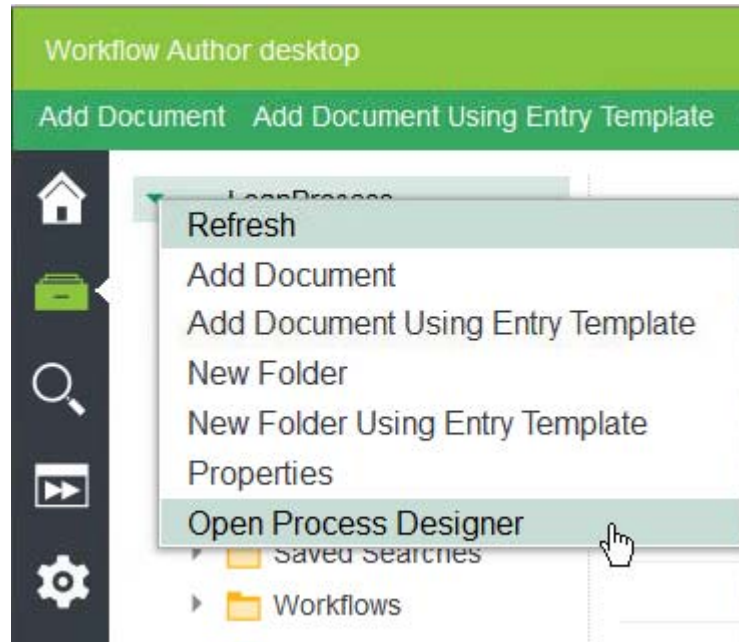 Workflow Author desktop
Add Document Add Document Using Entry Template
LoanProcess
Refresh
Add Document
Add Document Using Entry Template
New Folder
New Folder Using Entry Template
Properties
Open Process Designer
Saved Searches
Workflows